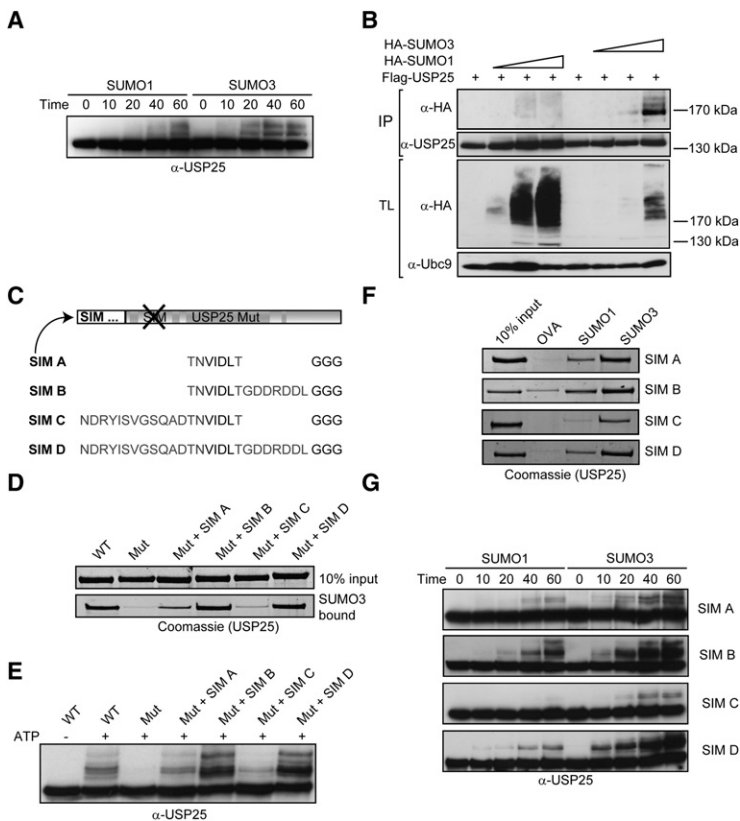 A
SUMO1 SUMO3
Time 0 10 20 40 60 0 10 20 40 60
α-USP25
B
HA-SUMO3
HA-SUMO1
Flag-USP25 + + + + + + + +
IP
α-HA
170 kDa
α-USP25
130 kDa
TL
α-HA
170 kDa
130 kDa
α-Ubc9
C
SIM ... SIM USP25 Mut
SIM A TNVIDLT GGG
SIM B TNVIDLTGDDRDDL GGG
SIM C NDRYISVGSQADTNVIDLT GGG
SIM D NDRYISVGSQADTNVIDLTGDDRDDL GGG
D
WT Mut Mut + SIM A Mut + SIM B Mut + SIM C Mut + SIM D
10% input
SUMO3
bound
Coomassie (USP25)
E
WT WT Mut Mut + SIM A Mut + SIM B Mut + SIM C Mut + SIM D
ATP - + + + + + +
α-USP25
F
10% input OVA SUMO1 SUMO3
SIM A
SIM B
SIM C
SIM D
Coomassie (USP25)
G
SUMO1 SUMO3
Time 0 10 20 40 60 0 10 20 40 60
SIM A
SIM B
SIM C
SIM D
α-USP25